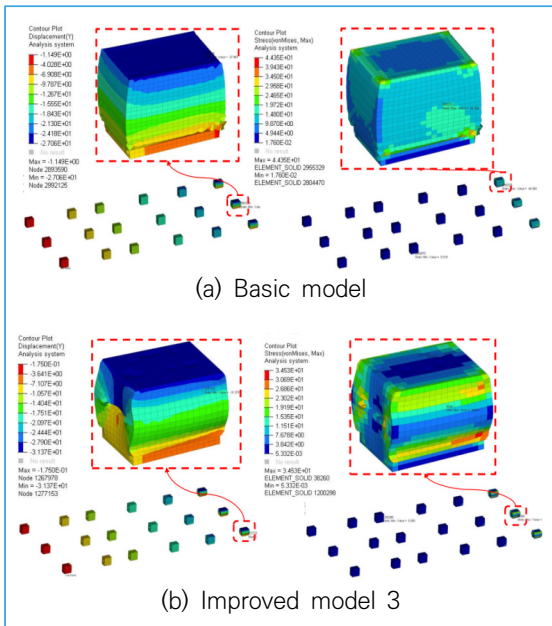 Contour Plot
Displacement(Y)
Analysis system
-1.149E+00
-4.028E+00
-6.908E+00
-9.787E+00
-1.267E+01
-1.555E+01
-1.843E+01
-2.130E+01
-2.418E+01
-2.706E+01
No result
Max = -1.149E+00
Node 2893590
Min = -2.706E+01
Node 2992125
Contour Plot
Stress(vonMises, Max)
Analysis system
4.435E+01
3.943E+01
3.450E+01
2.958E+01
2.465E+01
1.972E+01
1.480E+01
9.870E+00
4.944E+00
1.760E-02
No result
Max = 4.435E+01
ELEMENT_SOLID 2955329
Min = 1.760E-02
ELEMENT_SOLID 2804470
(a) Basic model
Contour Plot
Displacement(Y)
Analysis system
-1.750E-01
-3.641E+00
-7.107E+00
-1.057E+01
-1.404E+01
-1.751E+01
-2.097E+01
-2.444E+01
-2.790E+01
-3.137E+01
No result
Max = -1.750E-01
Node 1267978
Min = -3.137E+01
Node 1277153
Contour Plot
Stress(vonMises, Max)
Analysis system
3.453E+01
3.069E+01
2.686E+01
2.302E+01
1.919E+01
1.535E+01
1.151E+01
7.678E+00
3.842E+00
5.332E-03
No result
Max = 3.453E+01
ELEMENT_SOLID 38260
Min = 5.332E-03
ELEMENT_SOLID 1200298
(b) Improved model 3